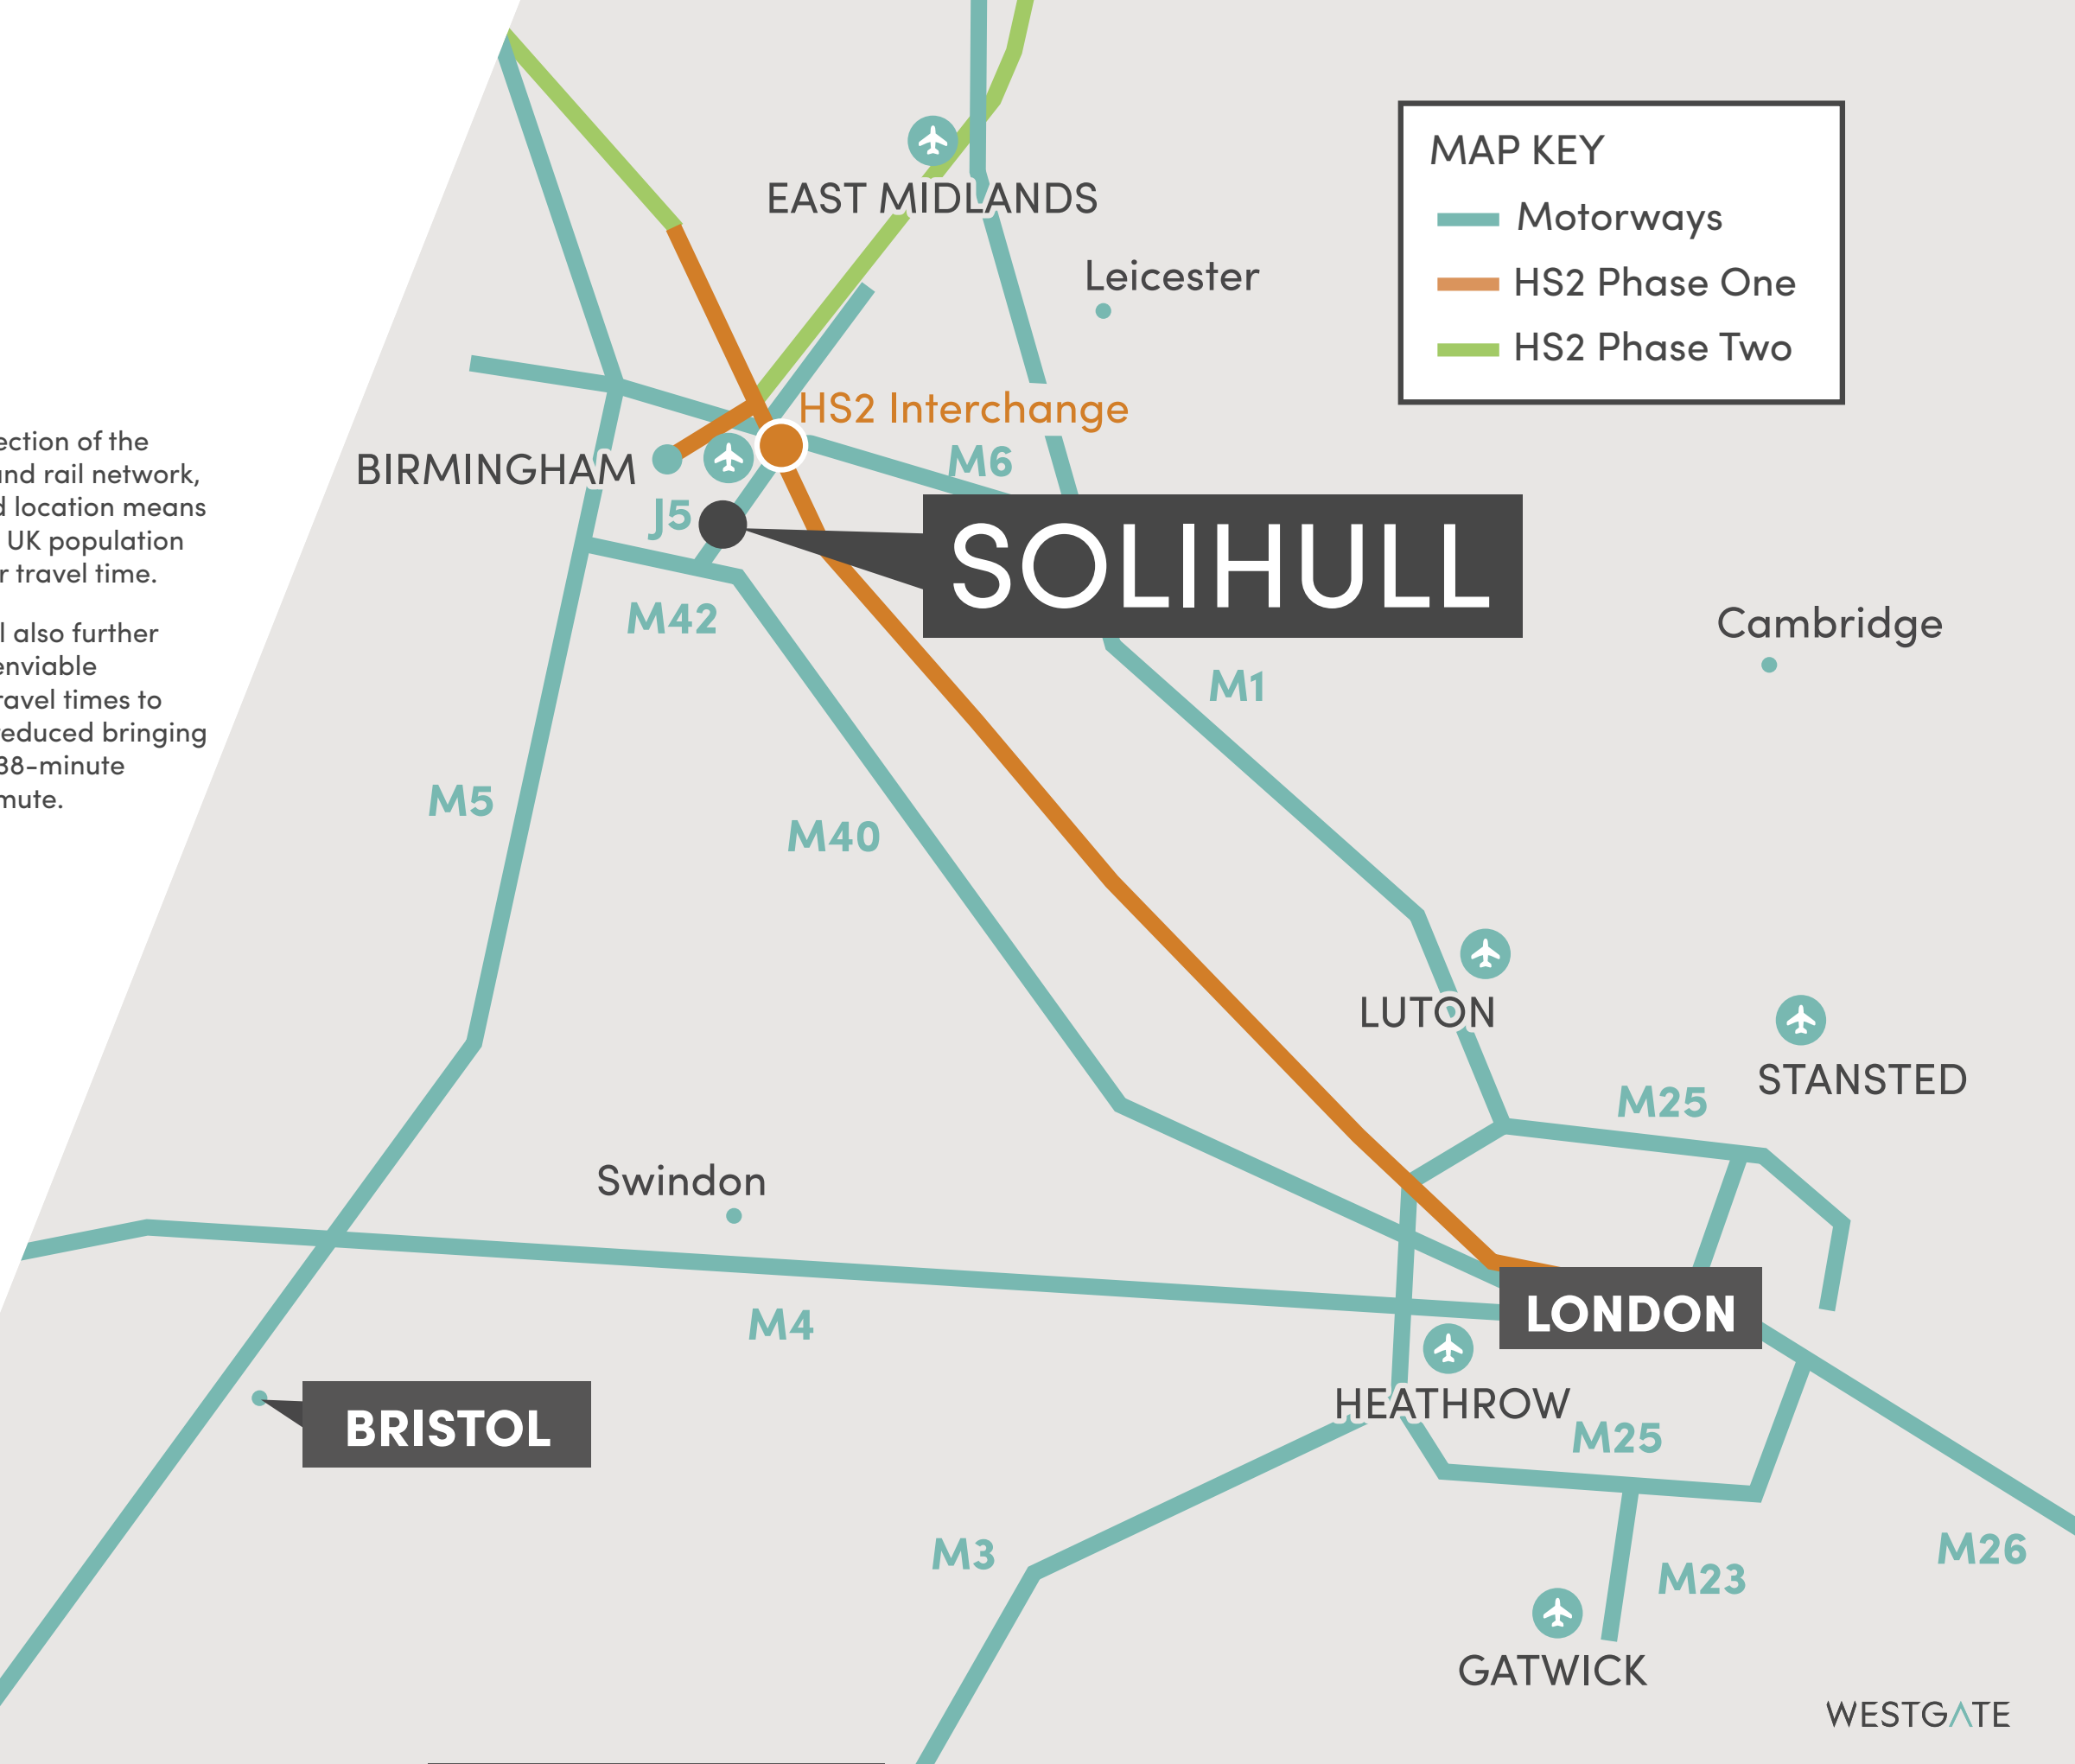 ection of the
and rail network,
d location means
UK population
r travel time.
l also further
enviable
ravel times to
reduced bringing
38-minute
mute.
MAP KEY
Motorways
HS2 Phase One
HS2 Phase Two
EAST MIDLANDS
Leicester
HS2 Interchange
M6
BIRMINGHAM
J5
SOLIHULL
M42
Cambridge
M1
M5
M40
LUTON
STANSTED
M25
Swindon
LONDON
M4
HEATHROW
BRISTOL
M25
M3
M26
M23
GATWICK
WESTGATE